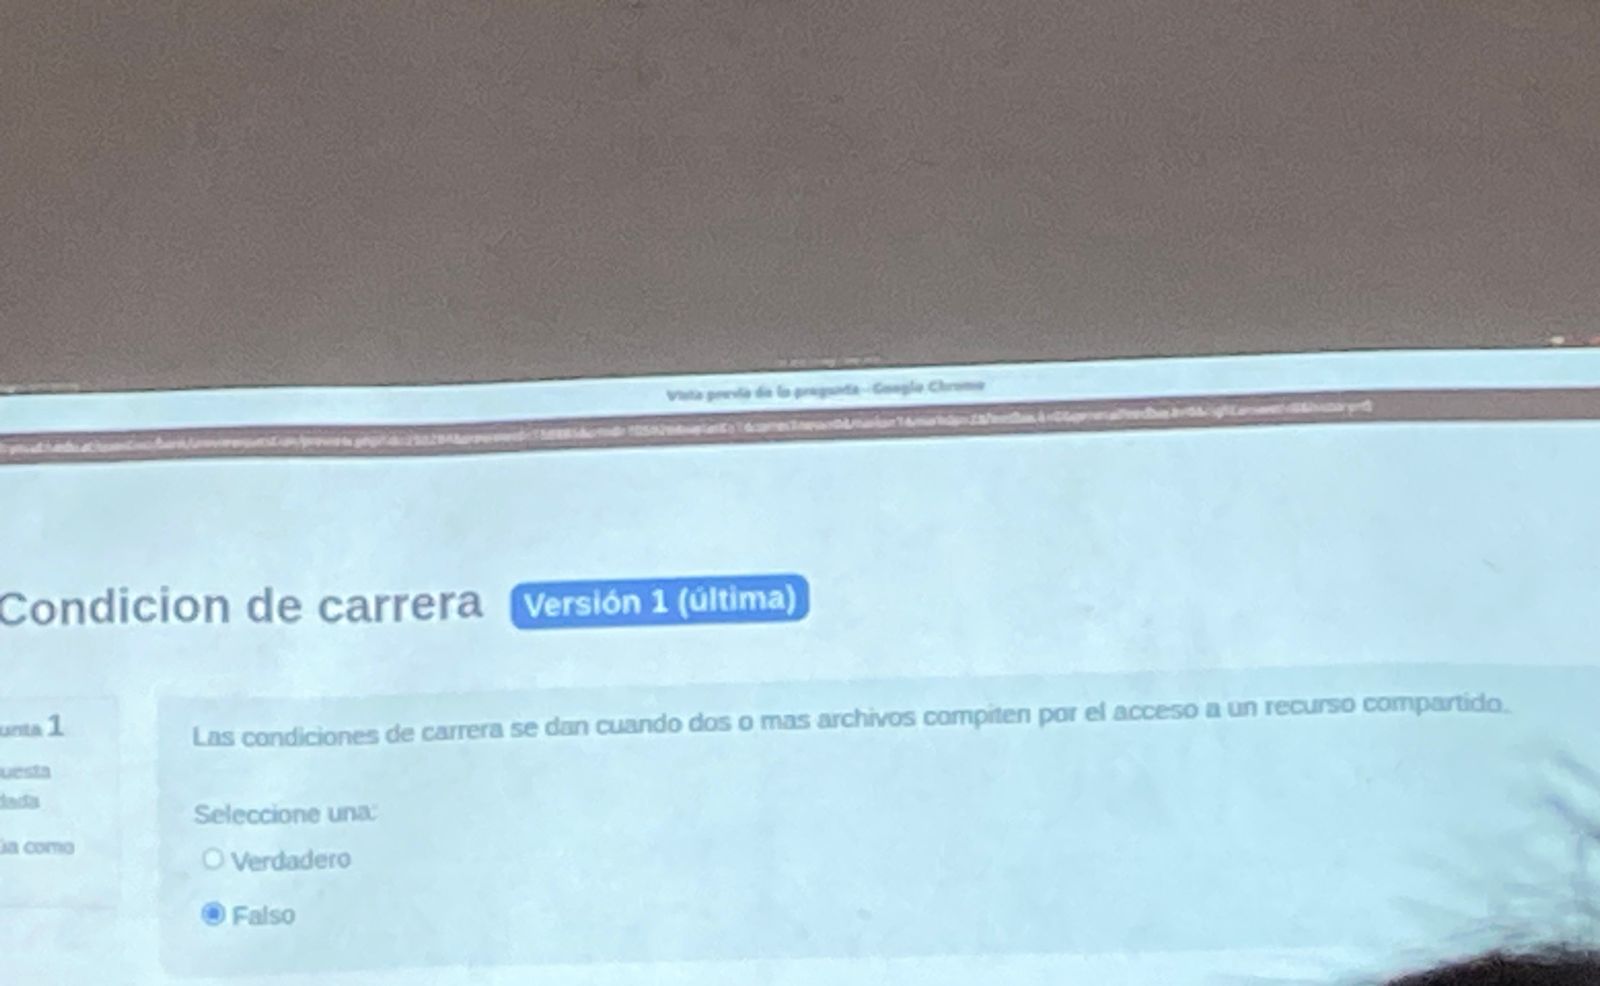 Vista previa de la pregunta - Google Chrome
Condicion de carrera Versión 1 (última)
unta 1
uesta
dada
úa como
Las condiciones de carrera se dan cuando dos o mas archivos compiten por el acceso a un recurso compartido.
Seleccione una:
Verdadero
Falso